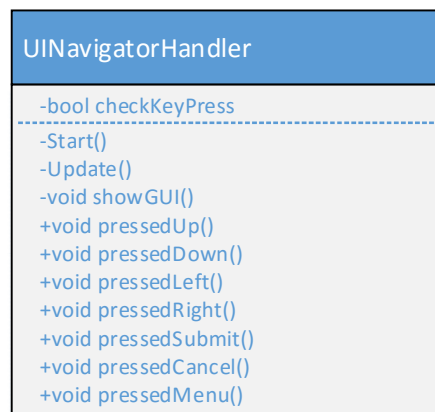 UINavigatorHandler
-bool checkKeyPress
-Start()
-Update()
-void showGUI()
+void pressedUp()
+void pressedDown()
+void pressedLeft()
+void pressedRight()
+void pressedSubmit()
+void pressedCancel()
+void pressedMenu()